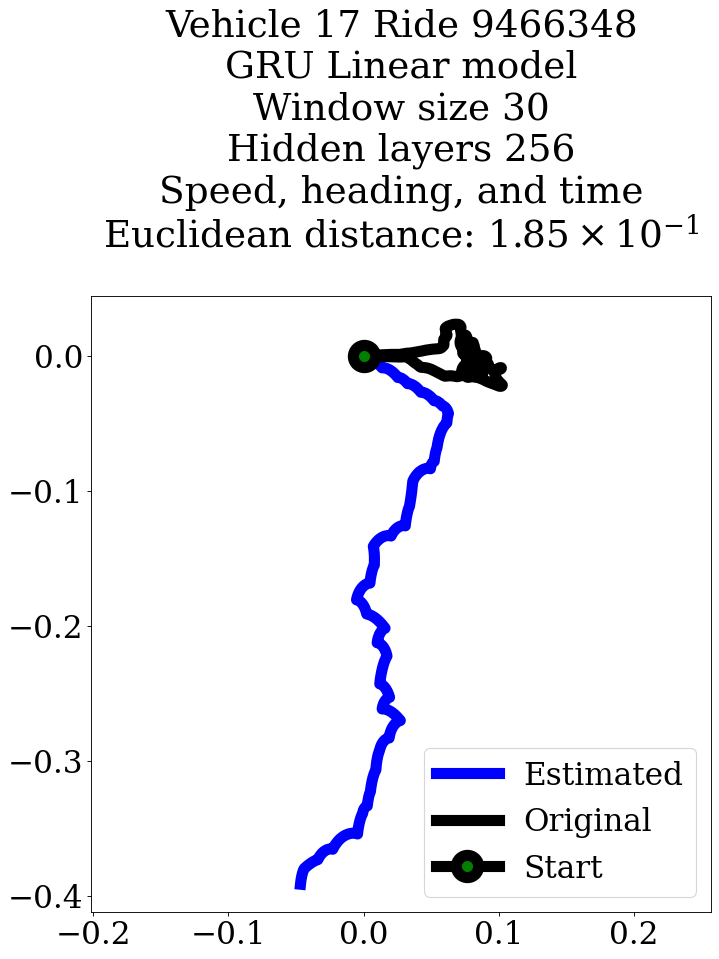 Vehicle 17 Ride 9466348
GRU Linear model
Window size 30
Hidden layers 256
Speed, heading, and time
Euclidean distance: 1.85 × 10⁻¹
0.0
−0.1
−0.2
−0.3
−0.4
Estimated
Original
Start
−0.2 −0.1 0.0 0.1 0.2